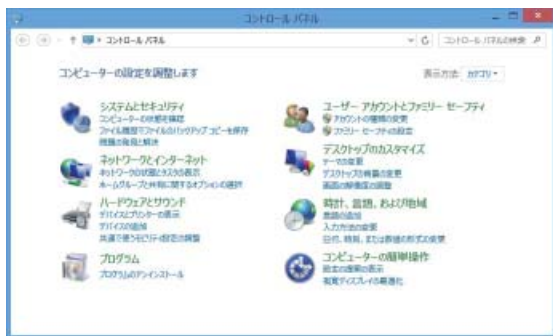 コントロール パネル
コントロール パネル
コントロール パネルの検索
コンピューターの設定を調整します
表示方法: カテゴリ
システムとセキュリティ
コンピューターの状態を確認
ファイル履歴でファイルのバックアップ コピーを保存
問題の発見と解決
ネットワークとインターネット
ネットワークの状態とタスクの表示
ホームグループと共有に関するオプションの選択
ハードウェアとサウンド
デバイスとプリンターの表示
デバイスの追加
共通で使うモビリティ設定の調整
プログラム
プログラムのアンインストール
ユーザー アカウントとファミリー セーフティ
アカウントの種類の変更
ファミリー セーフティの設定
デスクトップのカスタマイズ
テーマの変更
デスクトップの背景の変更
画面の解像度の調整
時計、言語、および地域
言語の追加
入力方法の変更
日付、時刻、または数値の形式の変更
コンピューターの簡単操作
設定の提案の表示
視覚ディスプレイの最適化